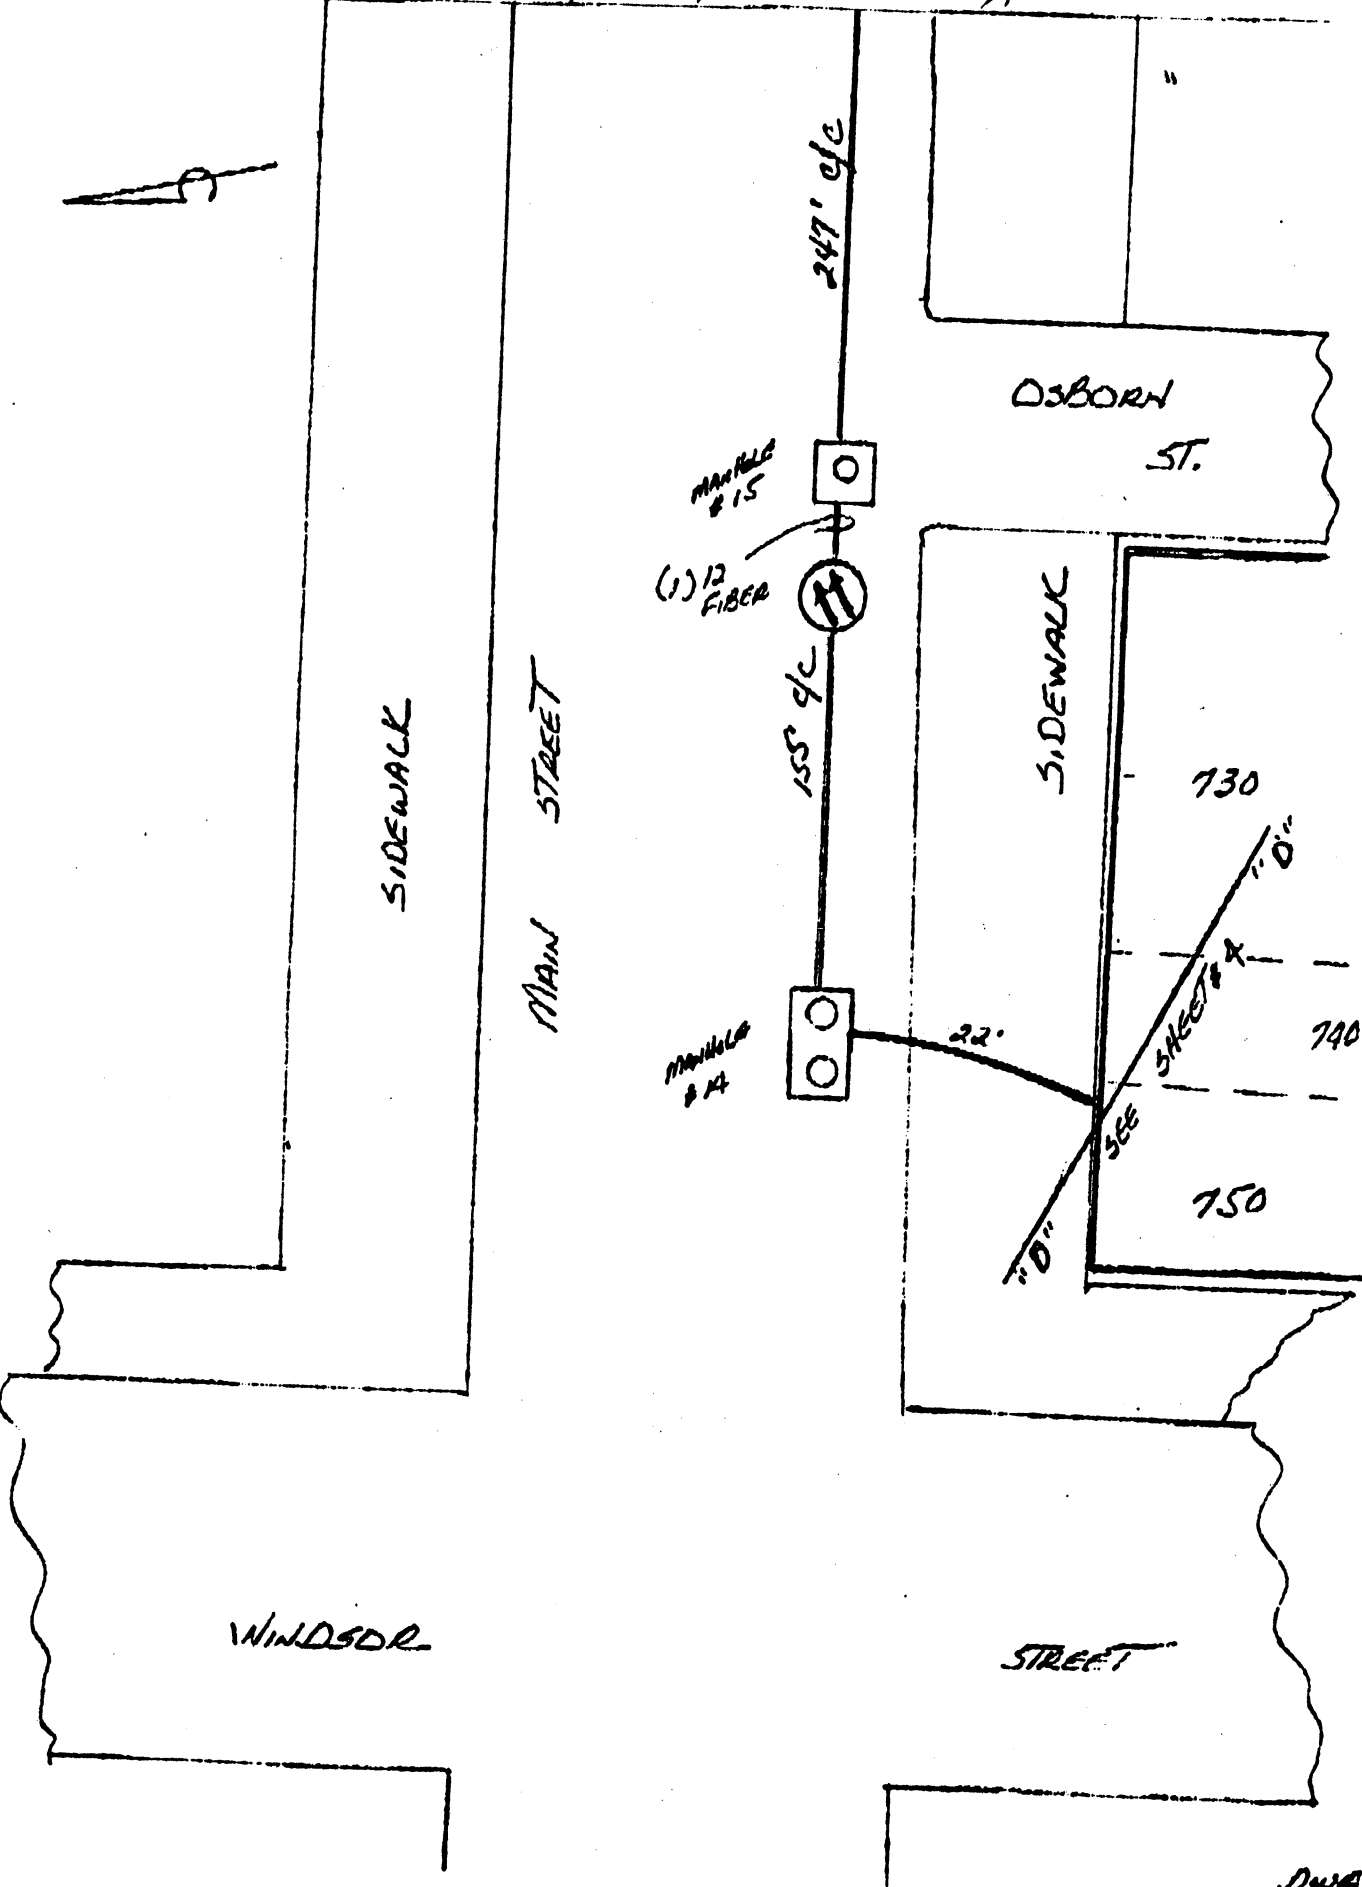 "
247' c/c
OSBORN
ST.
MANHOLE
# 15
(1) 12
FIBER
155' c/c
SIDEWALK
SIDEWALK
MAIN STREET
730
"D"
SEE SHEET # 4
740
22'
MANHOLE
# 14
750
"D"
WINDSOR STREET